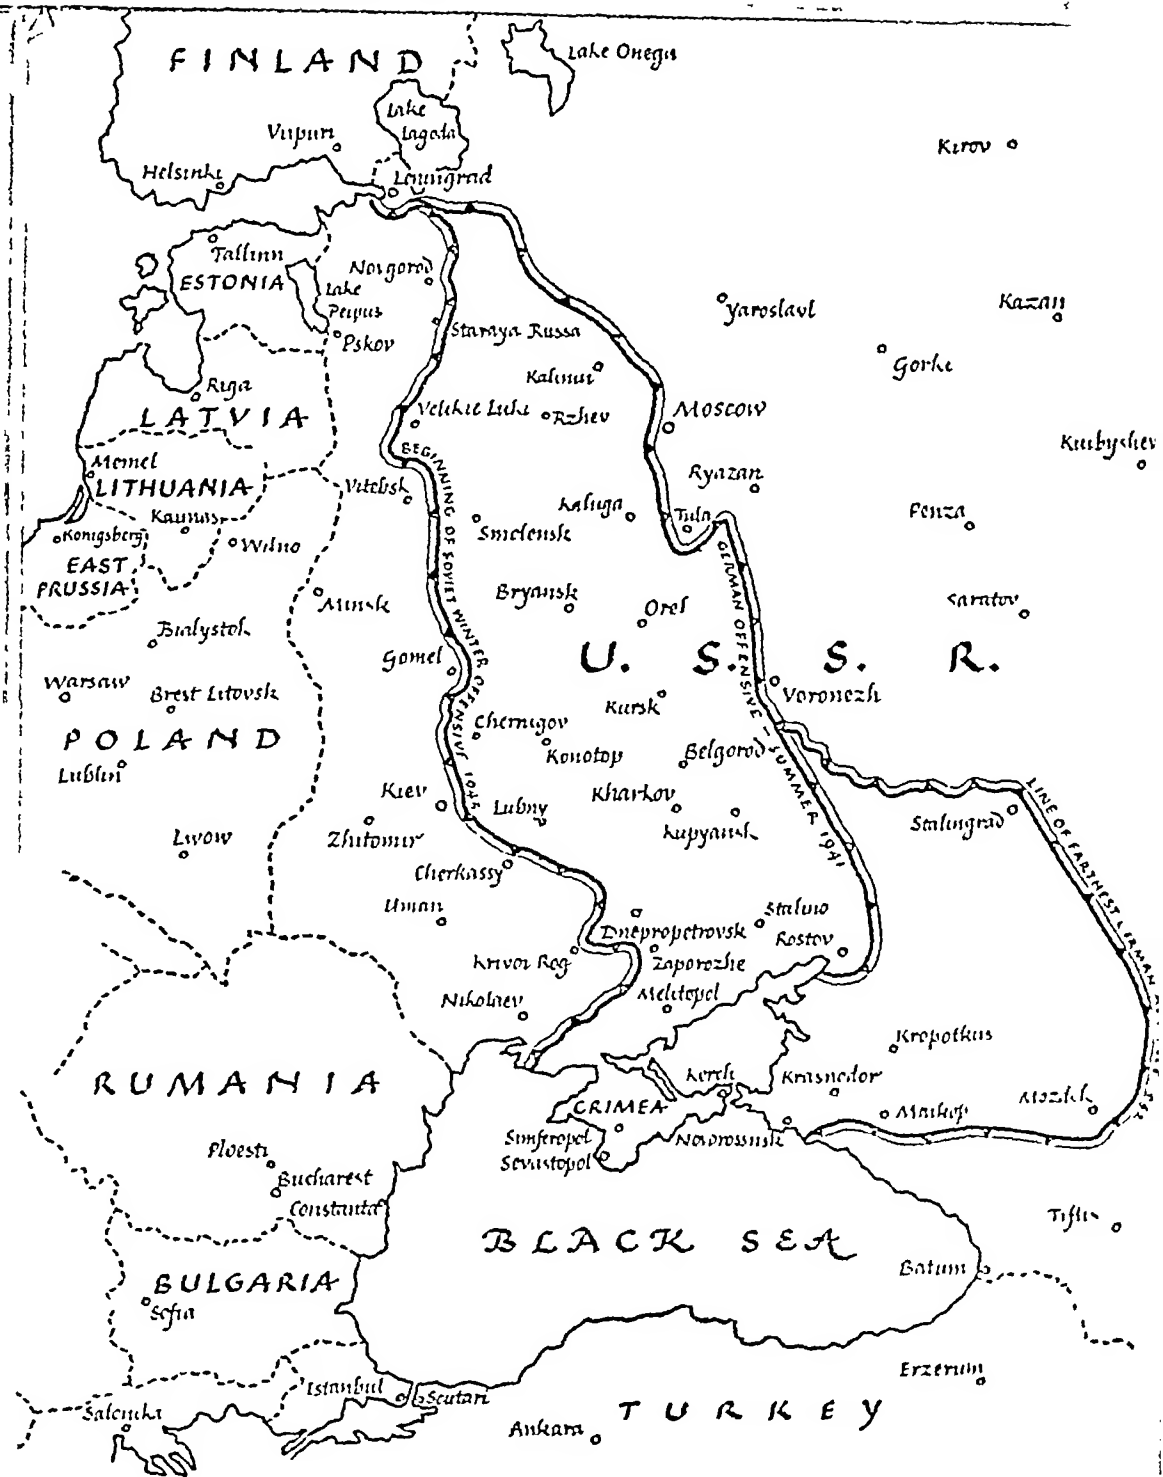 FINLAND
Lake Onega
Lake
Lagoda
Viipuri
Kirov
Helsinki
Leningrad
Tallinn
ESTONIA
Novgorod
Lake
Peipus
Pskov
Staraya Russa
Yaroslavl
Kazan
Gorki
Kalinin
Riga
LATVIA
Velikie Luki
Rzhev
Moscow
Kuibyshev
BEGINNING OF SOVIET WINTER OFFENSIVE 1943
Memel
LITHUANIA
Vitebsk
Ryazan
Kaluga
Tula
Penza
Kaunas
Konigsberg
Wilno
Smolensk
EAST
PRUSSIA
Minsk
Bryansk
Orel
GERMAN OFFENSIVE – SUMMER 1941
Saratov
Bialystok
Gomel
U. S. S. R.
Warsaw
Brest Litovsk
Voronezh
Kursk
Chernigov
POLAND
Konotop
Belgorod
Lublin
Kiev
Lubny
Kharkov
Kupyansk
Stalingrad
LINE OF FARTHEST GERMAN
Lwow
Zhitomir
Cherkassy
Uman
Stalino
Dnepropetrovsk
Rostov
Krivoi Rog
Zaporozhe
Nikolaev
Melitopol
Kropotkus
RUMANIA
Kerch
Krasnodar
CRIMEA
Maikop
Mozdok
Simferopol
Novorossiisk
Ploesti
Sevastopol
Bucharest
Constanta
Tiflis
BLACK SEA
Batum
BULGARIA
Sofia
Erzerum
Istanbul
Scutari
Salonika
TURKEY
Ankara